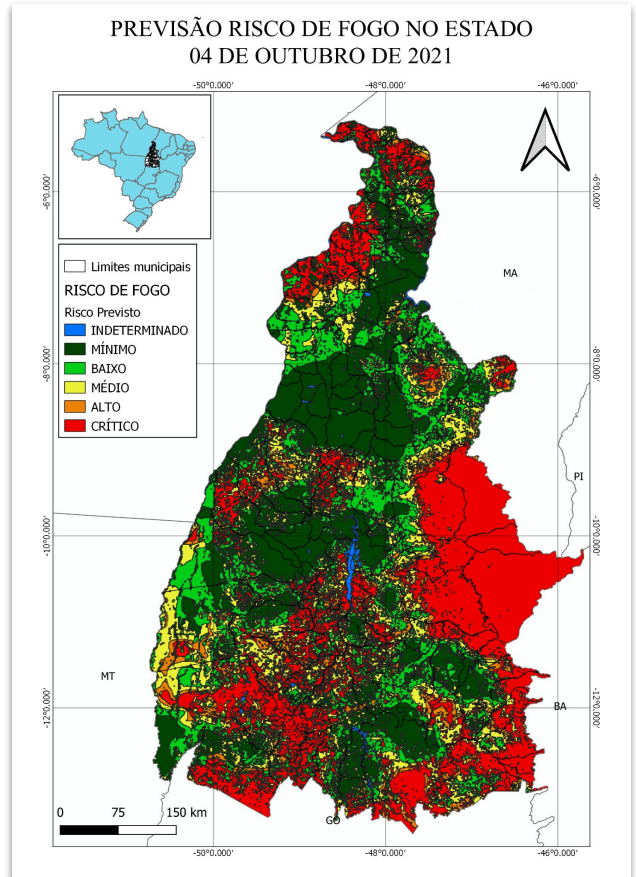 PREVISÃO RISCO DE FOGO NO ESTADO
04 DE OUTUBRO DE 2021
-50°0.000' -48°0.000' -46°0.000'
-6°0.000' -6°0.000'
Limites municipais
RISCO DE FOGO
Risco Previsto
INDETERMINADO
MÍNIMO
BAIXO
MÉDIO
ALTO
CRÍTICO
MA
-8°0.000' -8°0.000'
PI
-10°0.000' -10°0.000'
MT
BA
-12°0.000' -12°0.000'
0 75 150 km
GO
-50°0.000' -48°0.000' -46°0.000'